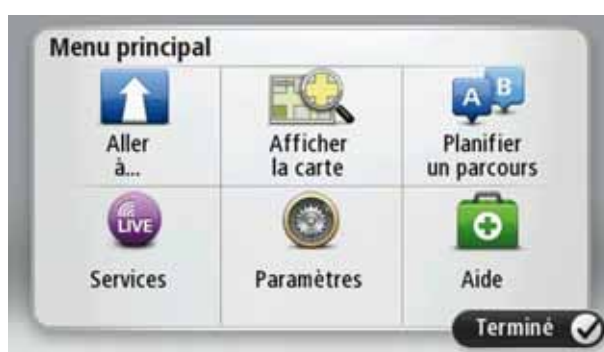 Menu principal
Aller
à...
Afficher
la carte
A B
Planifier
un parcours
LIVE
Services
Paramètres
Aide
Terminé